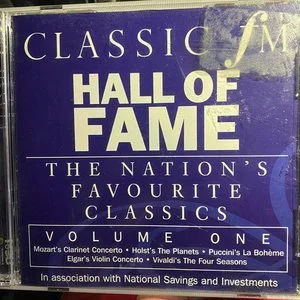 CLASSIC fM
HALL OF
FAME
THE NATION'S
FAVOURITE
CLASSICS
VOLUME ONE
Mozart's Clarinet Concerto • Holst's The Planets • Puccini's La Bohème
Elgar's Violin Concerto • Vivaldi's The Four Seasons
In association with National Savings and Investments